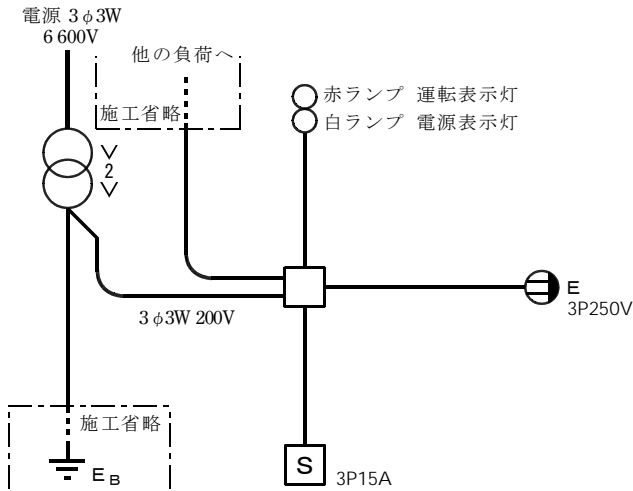 電源 3φ3W
6 600V
他の負荷へ
施工省略
赤ランプ 運転表示灯
白ランプ 電源表示灯
2
3φ3W 200V
E
3P250V
施工省略
EB
S
3P15A